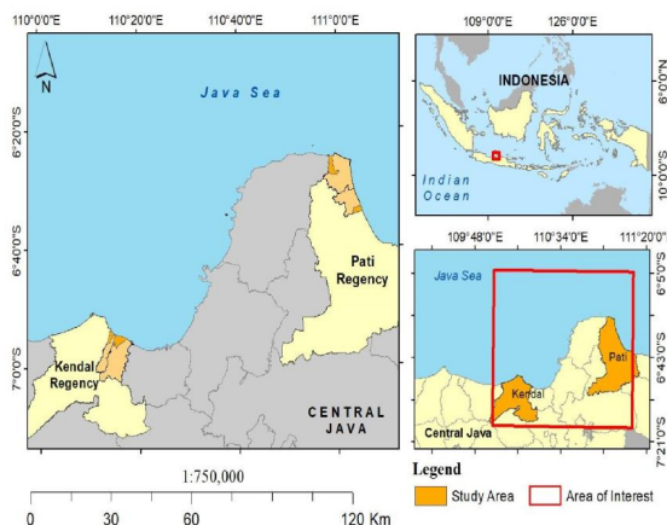 110°0'0"E 110°20'0"E 110°40'0"E 111°0'0"E
6°20'0"S
6°40'0"S
7°0'0"S
N
Java Sea
Pati
Regency
Kendal
Regency
CENTRAL
JAVA
1:750,000
0 15 30 60 90 120 Km
109°0'0"E 126°0'0"E
6°0'0"N
10°0'0"S
INDONESIA
Indian
Ocean
109°48'0"E 110°34'0"E 111°20'0"E
6°5'0"S
6°43'0"S
7°21'0"S
Java Sea
Pati
Kendal
Central Java
Legend
Study Area Area of Interest